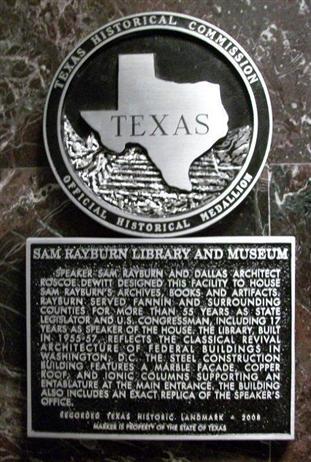 TEXAS HISTORICAL COMMISSION
TEXAS
OFFICIAL HISTORICAL MEDALLION
SAM RAYBURN LIBRARY AND MUSEUM
SPEAKER SAM RAYBURN AND DALLAS ARCHITECT
ROSCOE DEWITT DESIGNED THIS FACILITY TO HOUSE
SAM RAYBURN'S ARCHIVES, BOOKS AND ARTIFACTS.
RAYBURN SERVED FANNIN AND SURROUNDING
COUNTIES FOR MORE THAN 55 YEARS AS STATE
LEGISLATOR AND U.S. CONGRESSMAN, INCLUDING 17
YEARS AS SPEAKER OF THE HOUSE. THE LIBRARY, BUILT
IN 1955-57, REFLECTS THE CLASSICAL REVIVAL
ARCHITECTURE OF FEDERAL BUILDINGS IN
WASHINGTON, D.C. THE STEEL CONSTRUCTION
BUILDING FEATURES A MARBLE FAÇADE, COPPER
ROOF, AND IONIC COLUMNS SUPPORTING AN
ENTABLATURE AT THE MAIN ENTRANCE. THE BUILDING
ALSO INCLUDES AN EXACT REPLICA OF THE SPEAKER'S
OFFICE.
RECORDED TEXAS HISTORIC LANDMARK ★ 2008
MARKER IS PROPERTY OF THE STATE OF TEXAS